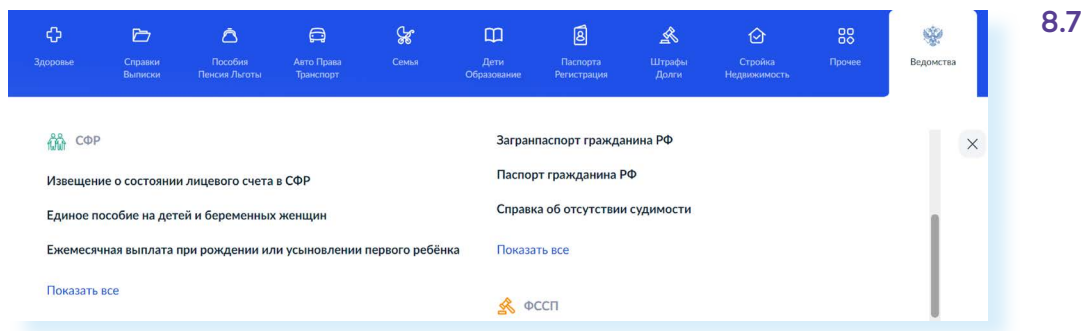 8.7
Здоровье
Справки
Выписки
Пособия
Пенсия Льготы
Авто Права
Транспорт
Семья
Дети
Образование
Паспорта
Регистрация
Штрафы
Долги
Стройка
Недвижимость
Прочее
Ведомства
СФР
Извещение о состоянии лицевого счета в СФР
Единое пособие на детей и беременных женщин
Ежемесячная выплата при рождении или усыновлении первого ребёнка
Показать все
Загранпаспорт гражданина РФ
Паспорт гражданина РФ
Справка об отсутствии судимости
Показать все
ФССП